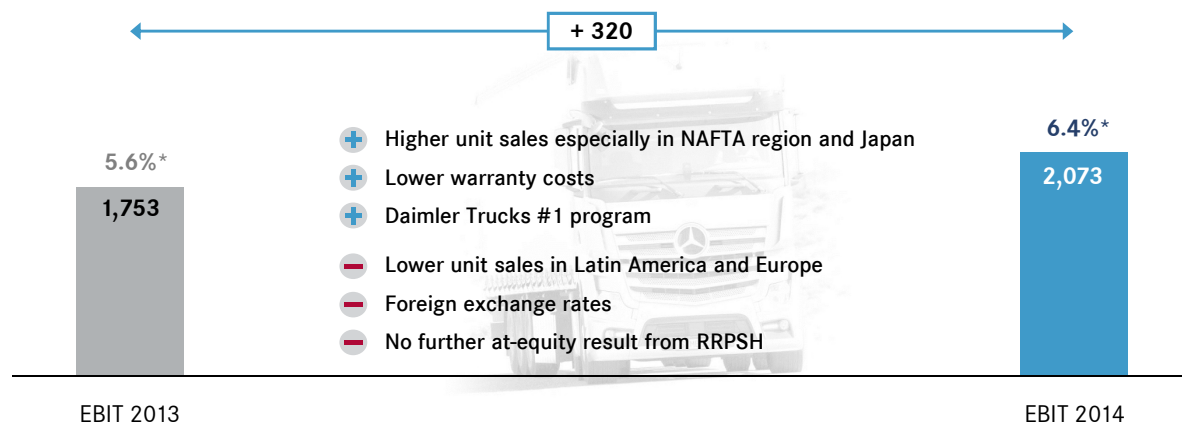 + 320
5.6%*
1,753
+ Higher unit sales especially in NAFTA region and Japan
+ Lower warranty costs
+ Daimler Trucks #1 program
− Lower unit sales in Latin America and Europe
− Foreign exchange rates
− No further at-equity result from RRPSH
6.4%*
2,073
EBIT 2013
EBIT 2014